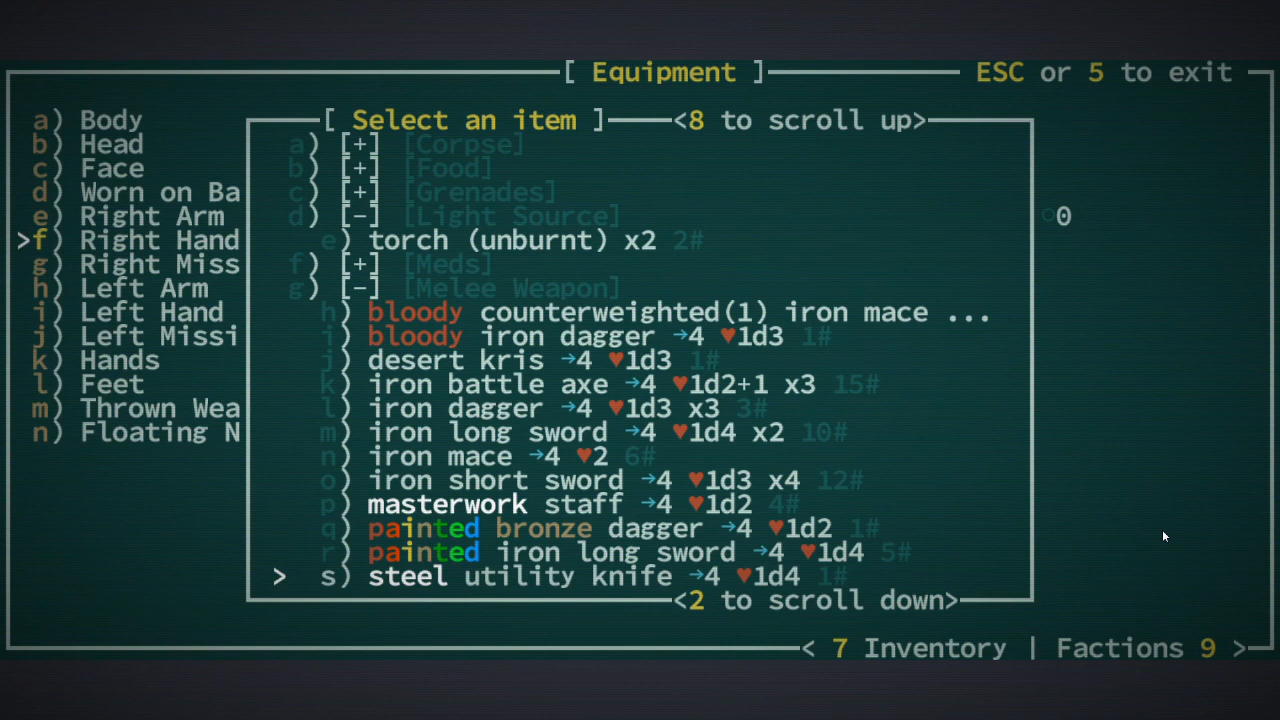 [ Equipment ] ESC or 5 to exit
a) Body
b) Head
c) Face
d) Worn on Ba
e) Right Arm
>f) Right Hand
g) Right Miss
h) Left Arm
i) Left Hand
j) Left Missi
k) Hands
l) Feet
m) Thrown Wea
n) Floating N
[ Select an item ] <8 to scroll up>
a) [+] [Corpse]
b) [+] [Food]
c) [+] [Grenades]
d) [-] [Light Source]
e) torch (unburnt) x2 2#
f) [+] [Meds]
g) [-] [Melee Weapon]
h) bloody counterweighted(1) iron mace ...
i) bloody iron dagger →4 ♥1d3 1#
j) desert kris →4 ♥1d3 1#
k) iron battle axe →4 ♥1d2+1 x3 15#
l) iron dagger →4 ♥1d3 x3 3#
m) iron long sword →4 ♥1d4 x2 10#
n) iron mace →4 ♥2 6#
o) iron short sword →4 ♥1d3 x4 12#
p) masterwork staff →4 ♥1d2 4#
q) painted bronze dagger →4 ♥1d2 1#
r) painted iron long sword →4 ♥1d4 5#
> s) steel utility knife →4 ♥1d4 1#
<2 to scroll down>
○0
< 7 Inventory | Factions 9 >